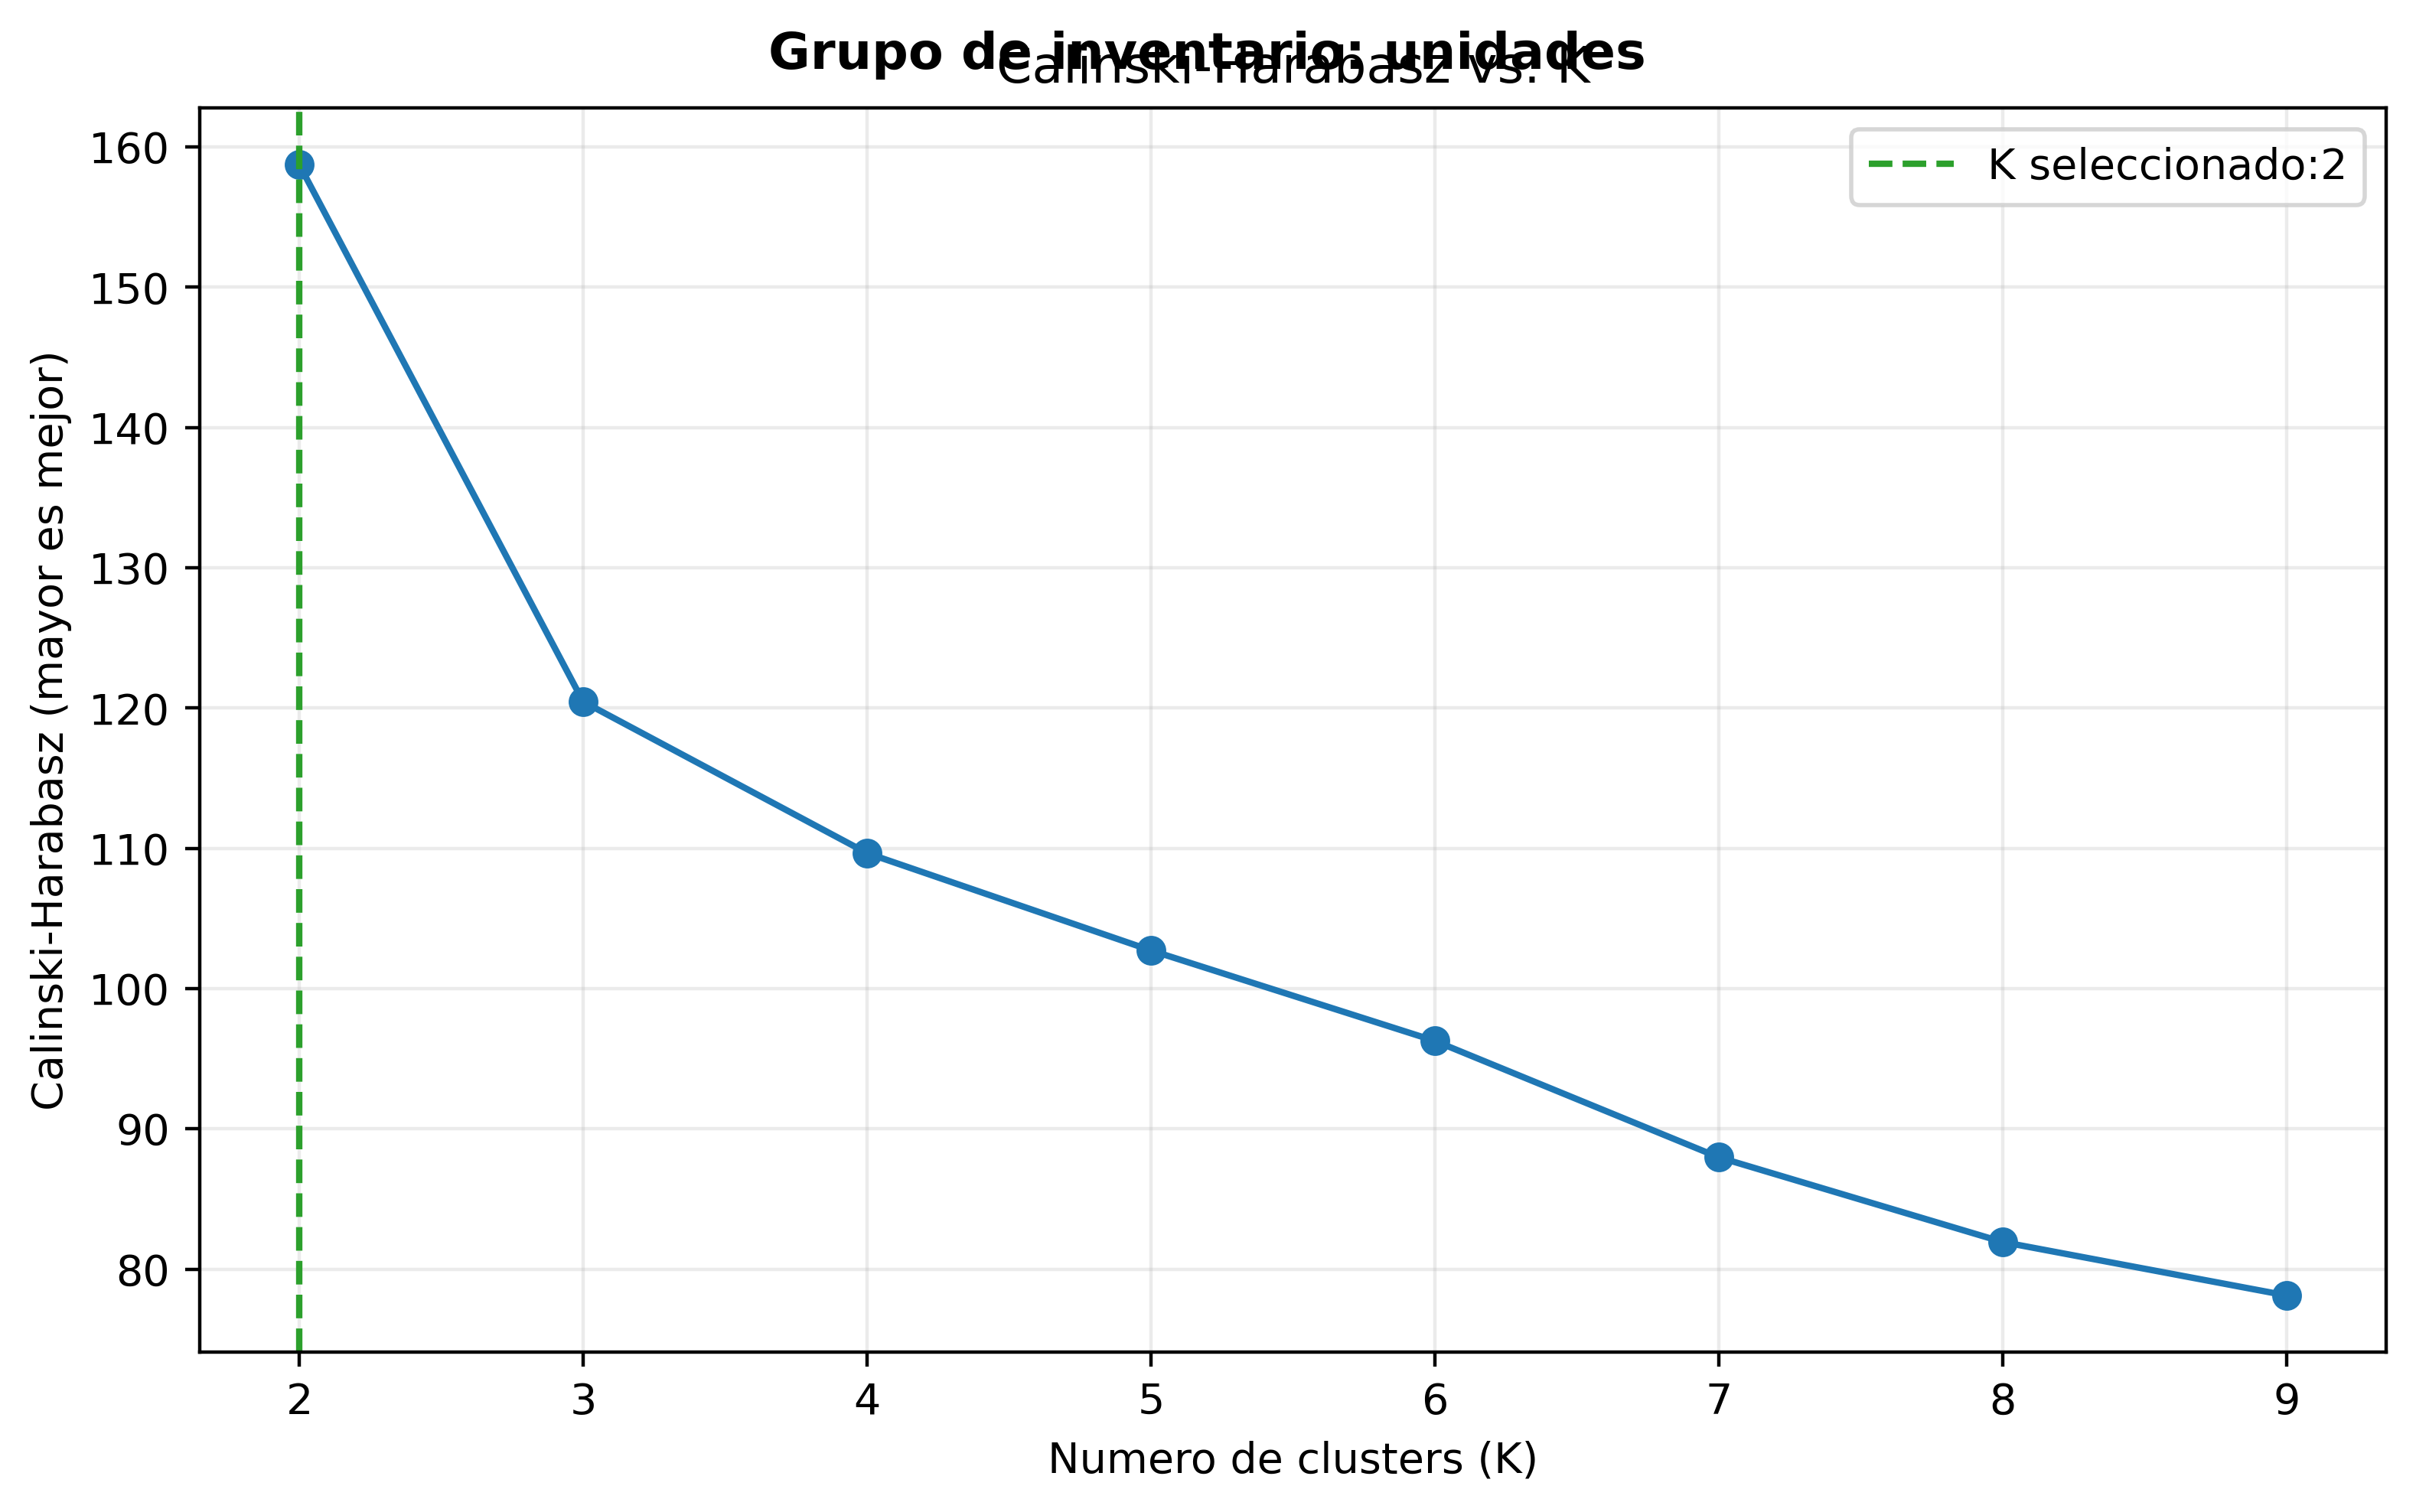 Grupo de inventario: unidades
Calinski-Harabasz vs. K
K seleccionado:2
Calinski-Harabasz (mayor es mejor)
160
150
140
130
120
110
100
90
80
2 3 4 5 6 7 8 9
Numero de clusters (K)